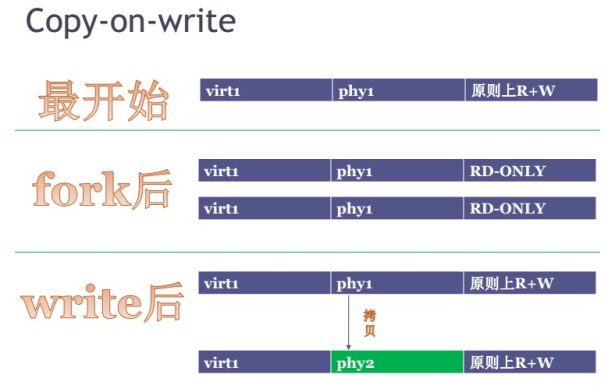 Copy-on-write
最开始
virt1 phy1 原则上R+W
fork后
virt1 phy1 RD-ONLY
virt1 phy1 RD-ONLY
write后
virt1 phy1 原则上R+W
拷
贝
virt1 phy2 原则上R+W